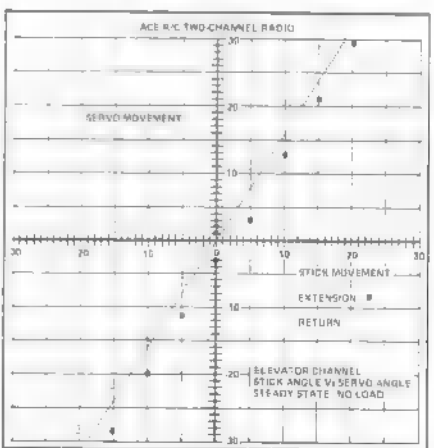 ACE R/C TWO-CHANNEL RADIO
30
SERVO MOVEMENT
20
10
30 20 10 0 10 20 30
STICK MOVEMENT
EXTENSION
10
RETURN
20
ELEVATOR CHANNEL
STICK ANGLE Vs SERVO ANGLE
STEADY STATE NO LOAD
30